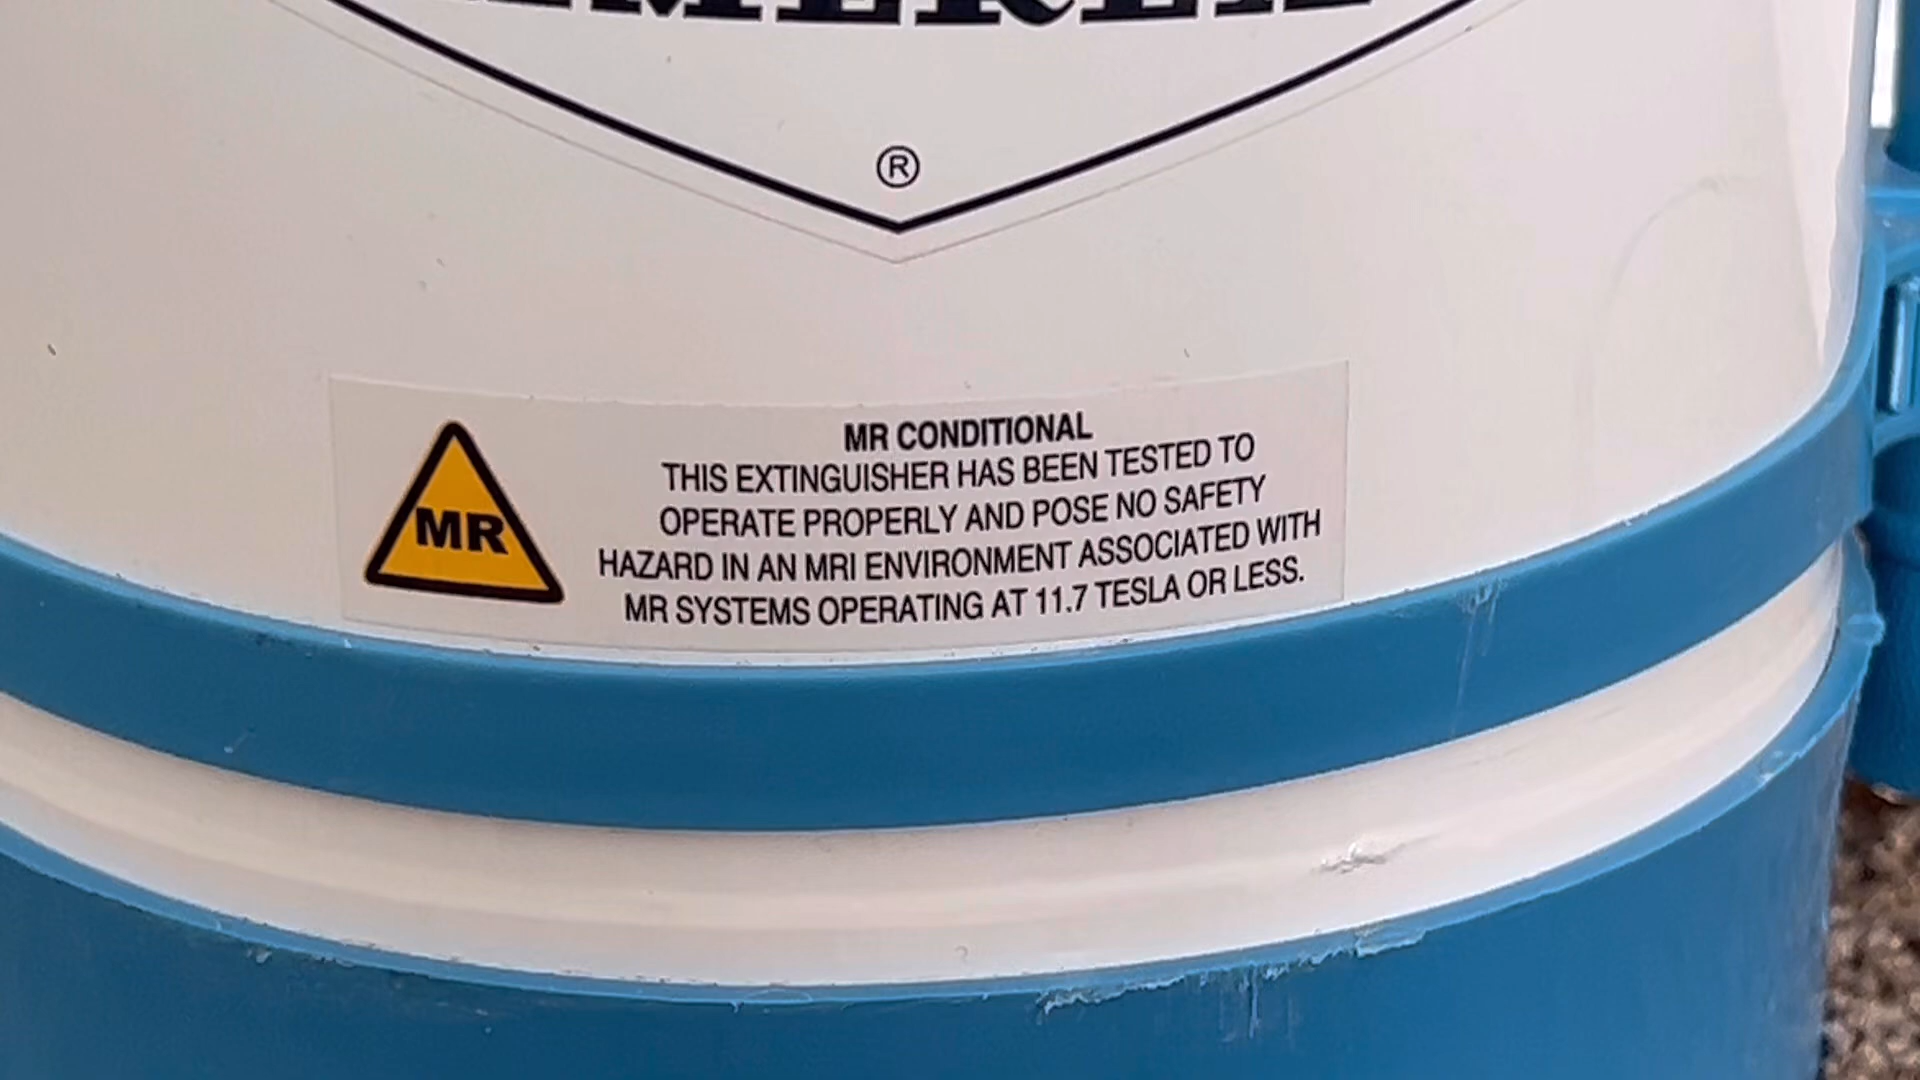 ®
MR
MR CONDITIONAL
THIS EXTINGUISHER HAS BEEN TESTED TO
OPERATE PROPERLY AND POSE NO SAFETY
HAZARD IN AN MRI ENVIRONMENT ASSOCIATED WITH
MR SYSTEMS OPERATING AT 11.7 TESLA OR LESS.